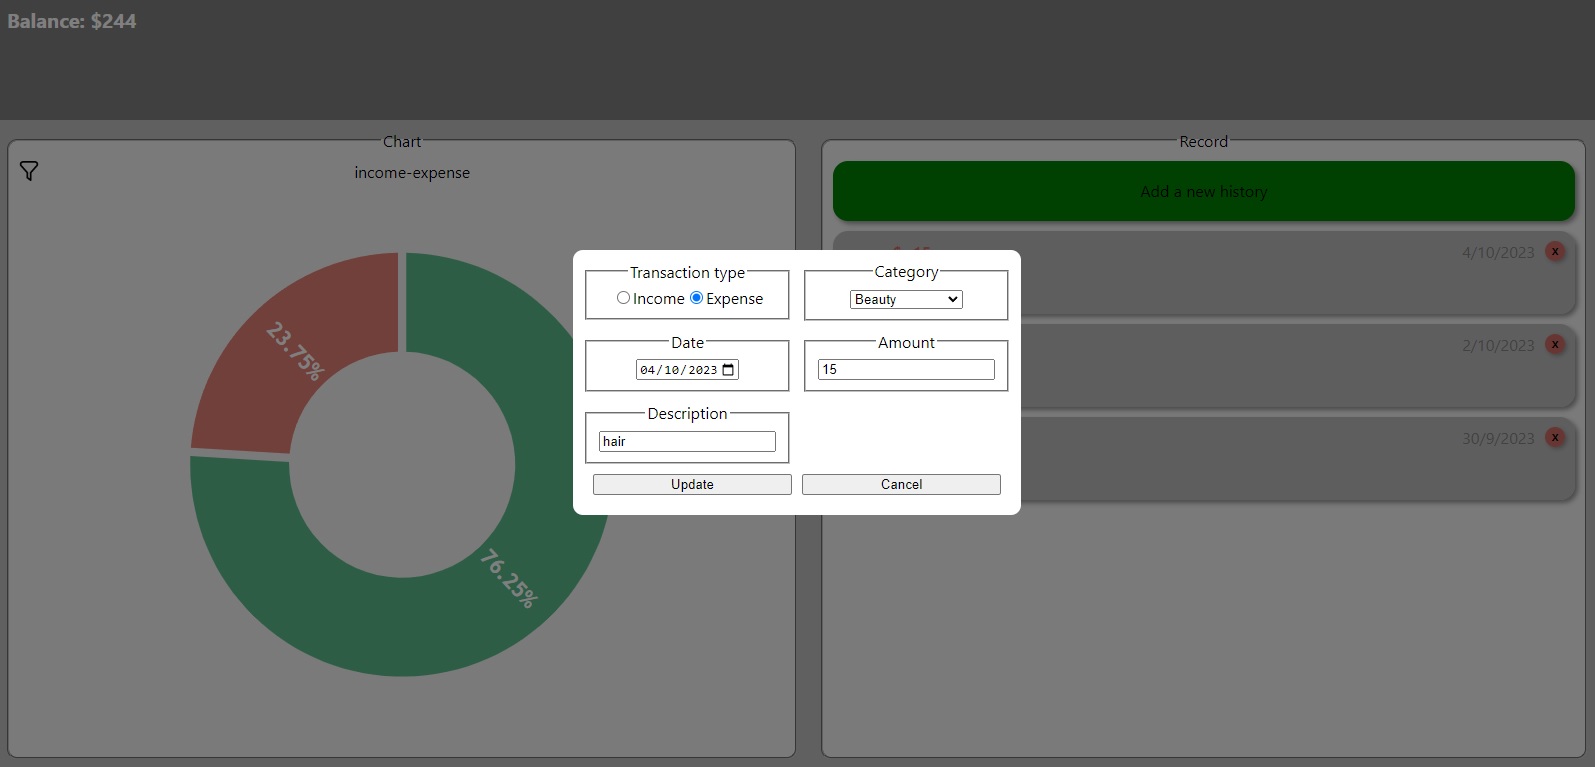 Balance: $244
Chart
income-expense
23.75%
76.25%
Record
Add a new history
4/10/2023 x
2/10/2023 x
30/9/2023 x
Transaction type
Income Expense
Category
Beauty
Date
04/10/2023
Amount
15
Description
hair
Update Cancel